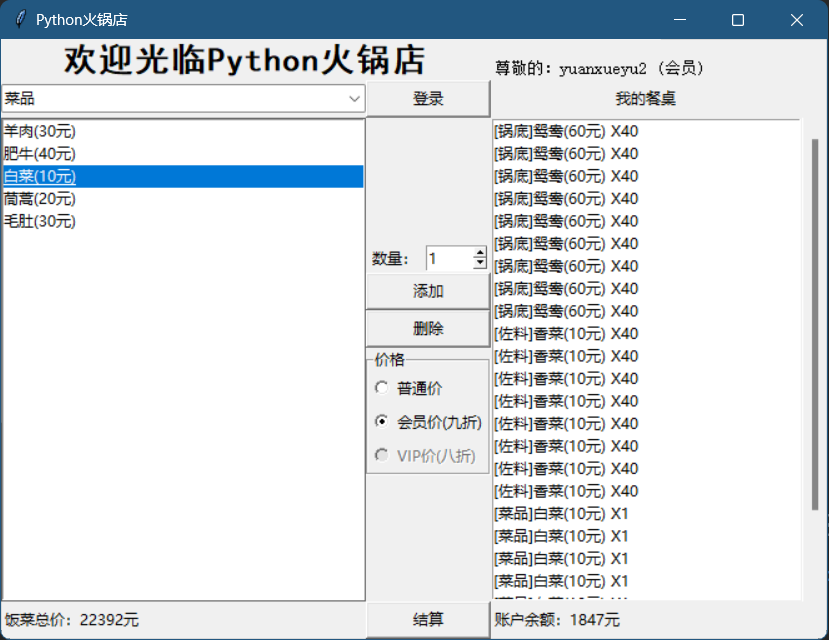 Python火锅店
欢迎光临Python火锅店
尊敬的：yuanxueyu2（会员）
菜品
登录
我的餐桌
羊肉(30元)
肥牛(40元)
白菜(10元)
茼蒿(20元)
毛肚(30元)
数量：
1
添加
删除
价格
普通价
会员价(九折)
VIP价(八折)
[锅底]鸳鸯(60元) X40
[锅底]鸳鸯(60元) X40
[锅底]鸳鸯(60元) X40
[锅底]鸳鸯(60元) X40
[锅底]鸳鸯(60元) X40
[锅底]鸳鸯(60元) X40
[锅底]鸳鸯(60元) X40
[锅底]鸳鸯(60元) X40
[锅底]鸳鸯(60元) X40
[佐料]香菜(10元) X40
[佐料]香菜(10元) X40
[佐料]香菜(10元) X40
[佐料]香菜(10元) X40
[佐料]香菜(10元) X40
[佐料]香菜(10元) X40
[佐料]香菜(10元) X40
[佐料]香菜(10元) X40
[菜品]白菜(10元) X1
[菜品]白菜(10元) X1
[菜品]白菜(10元) X1
[菜品]白菜(10元) X1
饭菜总价：22392元
结算
账户余额：1847元